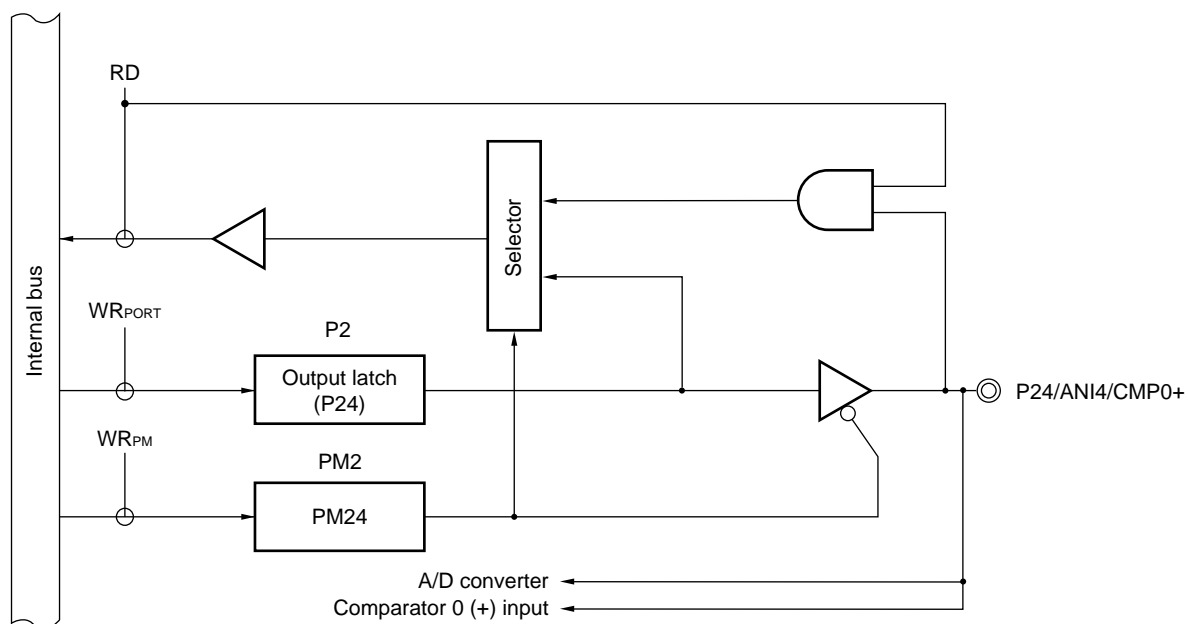 RD
Internal bus
Selector
WRPORT
P2
Output latch
(P24)
P24/ANI4/CMP0+
WRPM
PM2
PM24
A/D converter
Comparator 0 (+) input